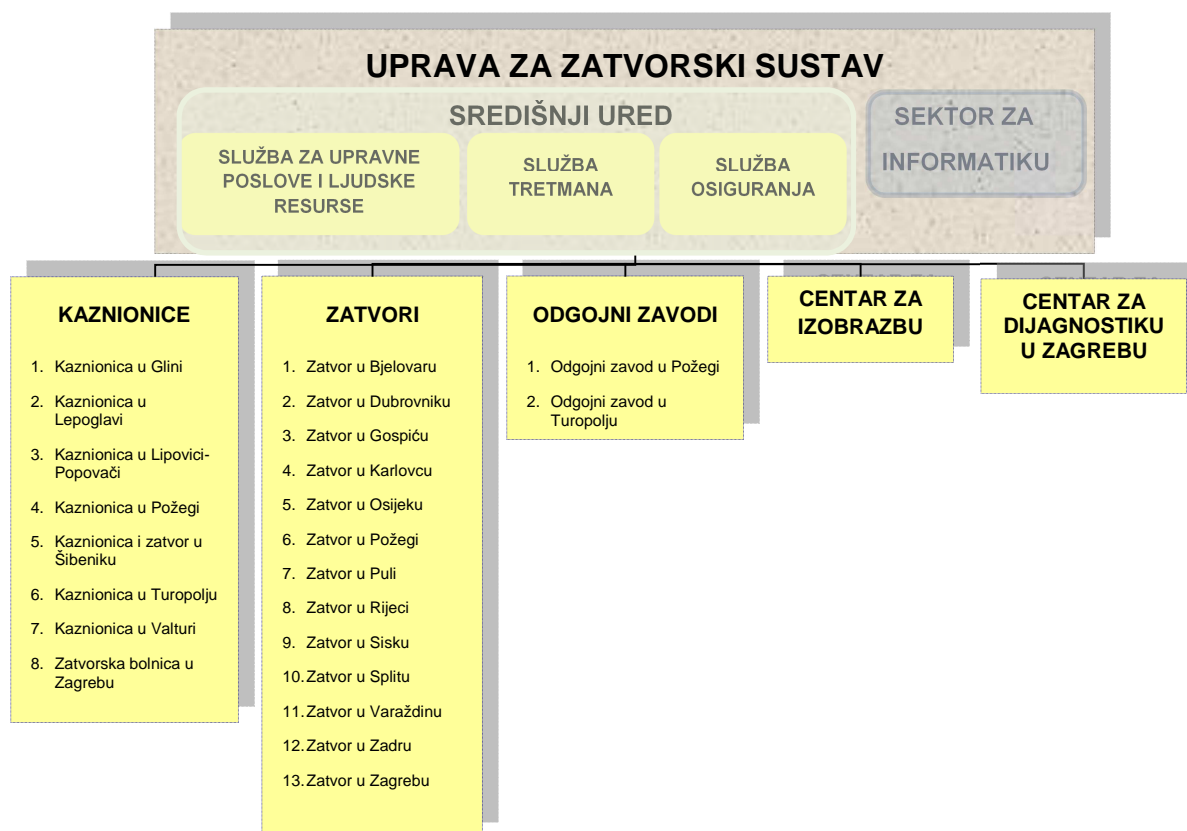 UPRAVA ZA ZATVORSKI SUSTAV
SREDIŠNJI URED
SLUŽBA ZA UPRAVNE
POSLOVE I LJUDSKE
RESURSE
SLUŽBA
TRETMANA
SLUŽBA
OSIGURANJA
SEKTOR ZA
INFORMATIKU
KAZNIONICE
1. Kaznionica u Glini
2. Kaznionica u
Lepoglavi
3. Kaznionica u Lipovici-
Popovači
4. Kaznionica u Požegi
5. Kaznionica i zatvor u
Šibeniku
6. Kaznionica u Turopolju
7. Kaznionica u Valturi
8. Zatvorska bolnica u
Zagrebu
ZATVORI
1. Zatvor u Bjelovaru
2. Zatvor u Dubrovniku
3. Zatvor u Gospiću
4. Zatvor u Karlovcu
5. Zatvor u Osijeku
6. Zatvor u Požegi
7. Zatvor u Puli
8. Zatvor u Rijeci
9. Zatvor u Sisku
10. Zatvor u Splitu
11. Zatvor u Varaždinu
12. Zatvor u Zadru
13. Zatvor u Zagrebu
ODGOJNI ZAVODI
1. Odgojni zavod u Požegi
2. Odgojni zavod u
Turopolju
CENTAR ZA
IZOBRAZBU
CENTAR ZA
DIJAGNOSTIKU
U ZAGREBU